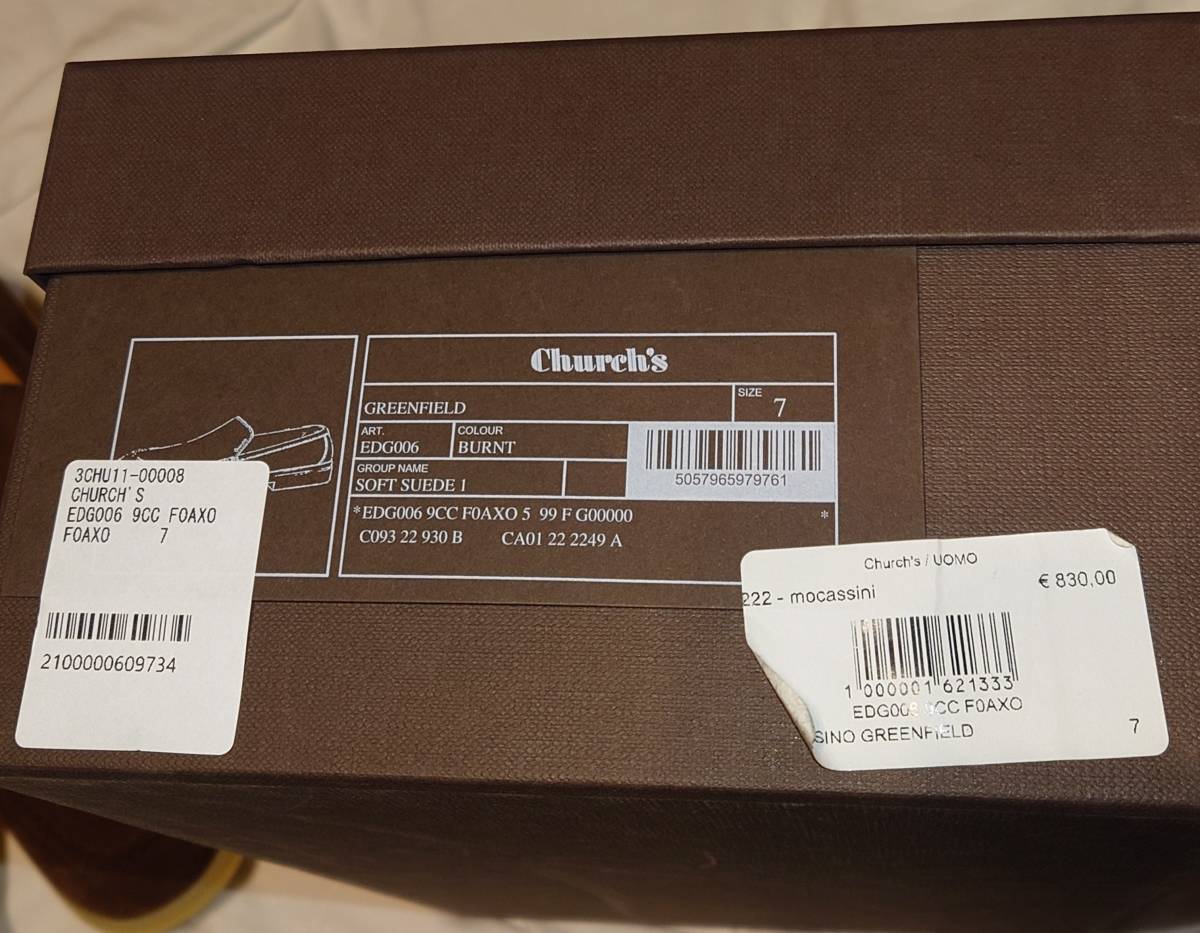 Church's
GREENFIELD
SIZE
7
ART.
EDG006
COLOUR
BURNT
GROUP NAME
SOFT SUEDE 1
5057965979761
*EDG006 9CC F0AXO 5 99 F G00000 *
C093 22 930 B CA01 22 2249 A
3CHU11-00008
CHURCH'S
EDG006 9CC F0AXO
F0AXO 7
2100000609734
Church's / UOMO
222 - mocassini € 830,00
1 000001 621333
CC F0AXO
SINO GREENFIELD 7